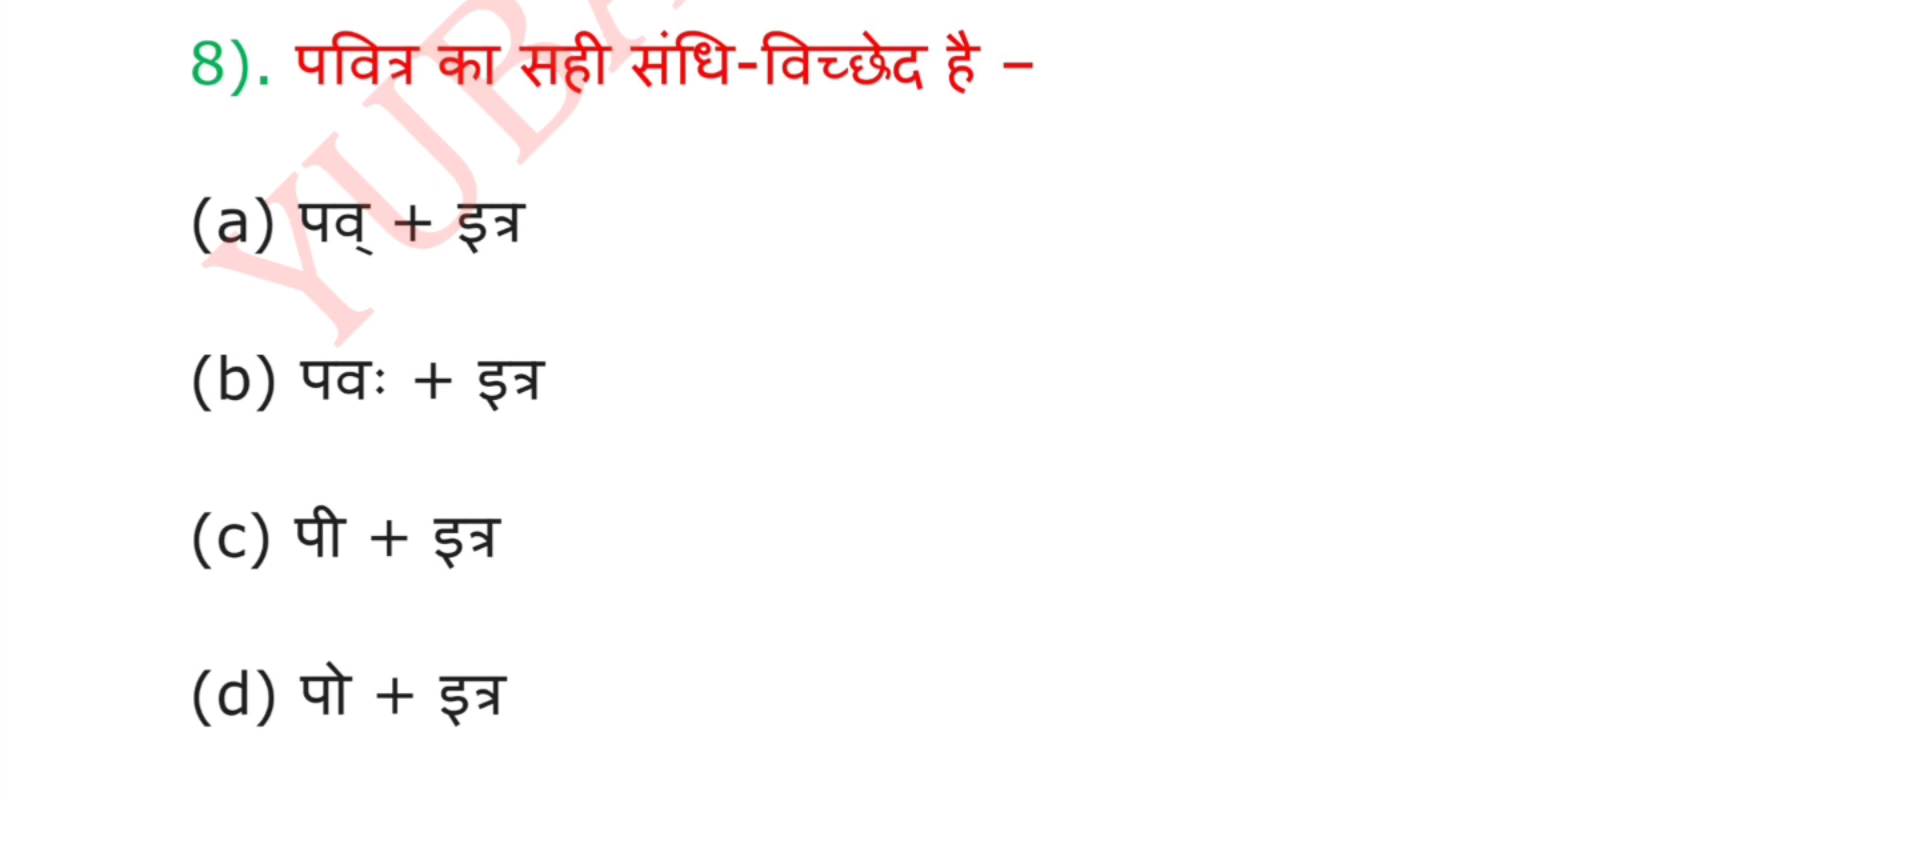 8). पवित्र का सही संधि-विच्छेद है –
(a) पव् + इत्र
(b) पवः + इत्र
(c) पी + इत्र
(d) पो + इत्र